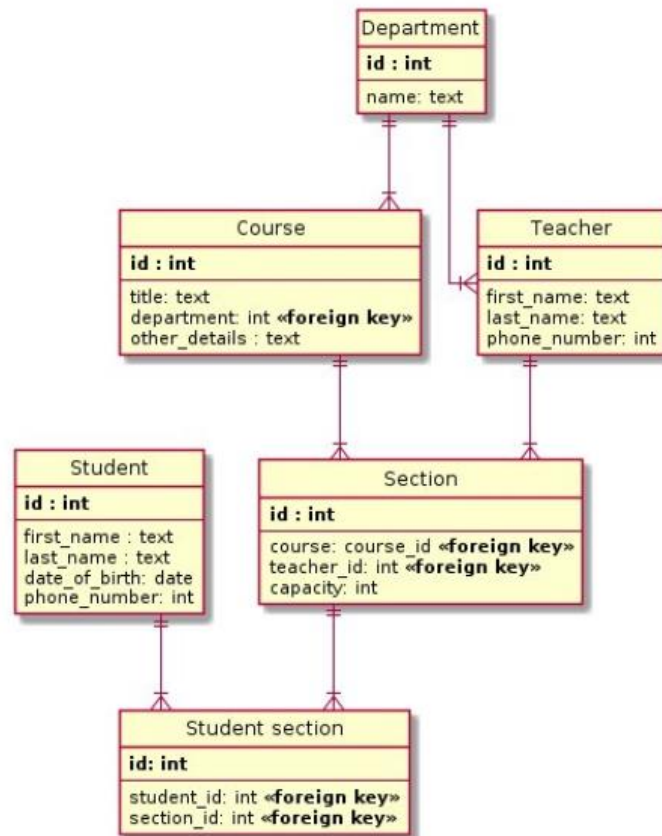 Department
id : int
name: text
Course
id : int
title: text
department: int «foreign key»
other_details : text
Teacher
id : int
first_name: text
last_name: text
phone_number: int
Student
id : int
first_name : text
last_name : text
date_of_birth: date
phone_number: int
Section
id : int
course: course_id «foreign key»
teacher_id: int «foreign key»
capacity: int
Student section
id: int
student_id: int «foreign key»
section_id: int «foreign key»